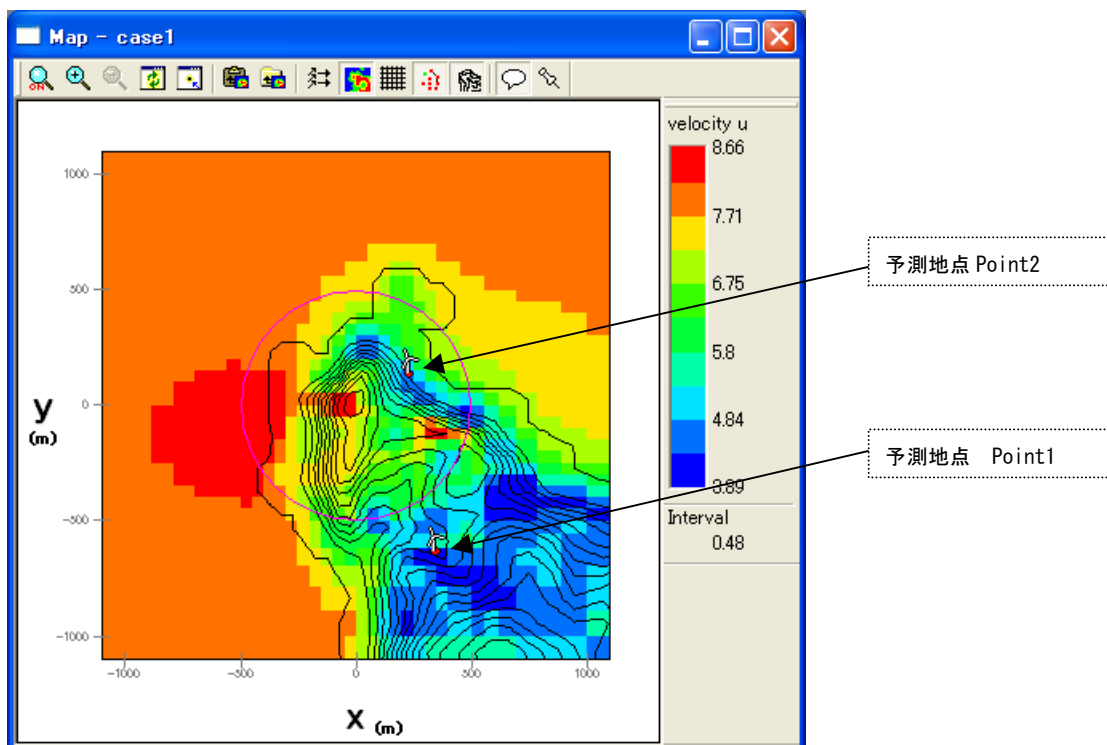 Map - case1
ON
velocity u
8.66
7.71
6.75
5.8
4.84
3.89
Interval
0.48
1000
500
0
-500
-1000
y
(m)
-1000
-500
0
500
1000
x (m)
予測地点 Point2
予測地点 Point1